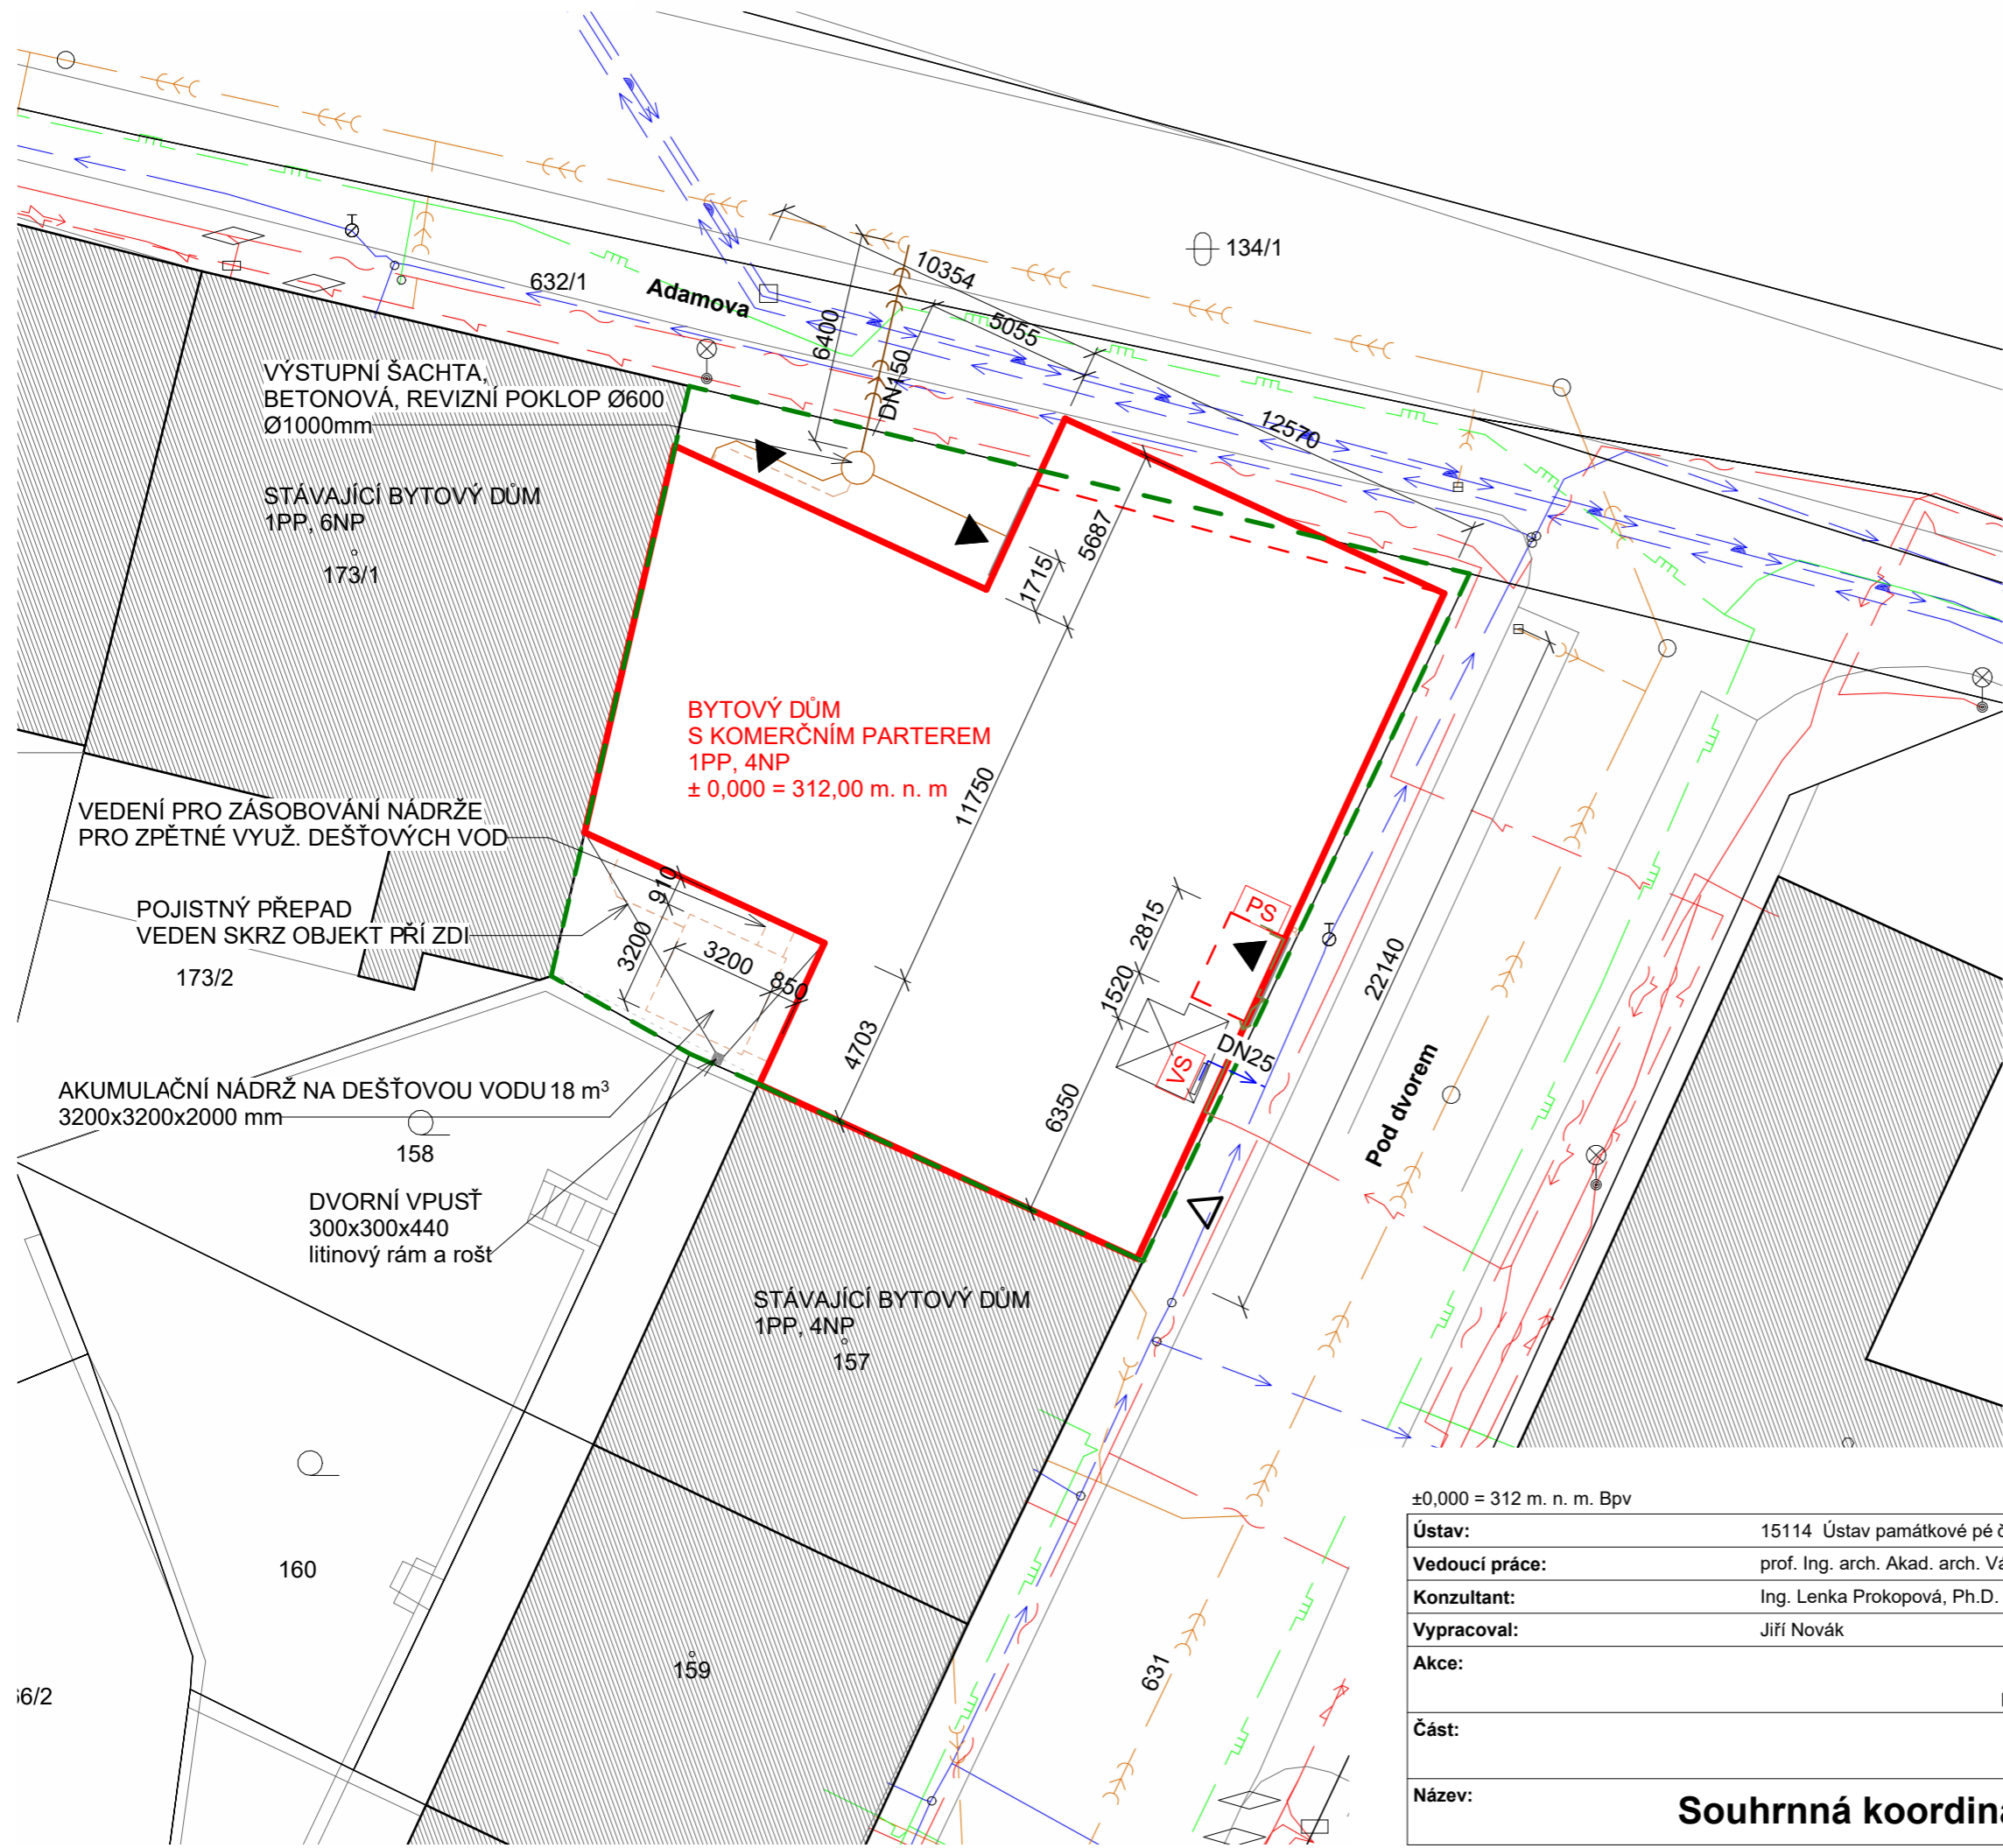 134/1
10354
632/1
Adamova
6400
5055
DN150
VÝSTUPNÍ ŠACHTA,
BETONOVÁ, REVIZNÍ POKLOP Ø600
Ø1000mm
12570
STÁVAJÍCÍ BYTOVÝ DŮM
1PP, 6NP
173/1
5687
1715
BYTOVÝ DŮM
S KOMERČNÍM PARTEREM
1PP, 4NP
± 0,000 = 312,00 m. n. m
11750
VEDENÍ PRO ZÁSOBOVÁNÍ NÁDRŽE
PRO ZPĚTNÉ VYUŽ. DEŠŤOVÝCH VOD
910
POJISTNÝ PŘEPAD
VEDEN SKRZ OBJEKT PŘÍ ZDI
3200
3200
850
173/2
PS
2815
1520
22140
4703
DN25
VS
6350
Pod dvorem
AKUMULAČNÍ NÁDRŽ NA DEŠŤOVOU VODU 18 m³
3200x3200x2000 mm
158
DVORNÍ VPUSŤ
300x300x440
litinový rám a rošt
STÁVAJÍCÍ BYTOVÝ DŮM
1PP, 4NP
157
160
159
631
66/2
±0,000 = 312 m. n. m. Bpv
Ústav: 15114 Ústav památkové pé č
Vedoucí práce: prof. Ing. arch. Akad. arch. Vá
Konzultant: Ing. Lenka Prokopová, Ph.D.
Vypracoval: Jiří Novák
Akce:
Část:
Název: Souhrnná koordina